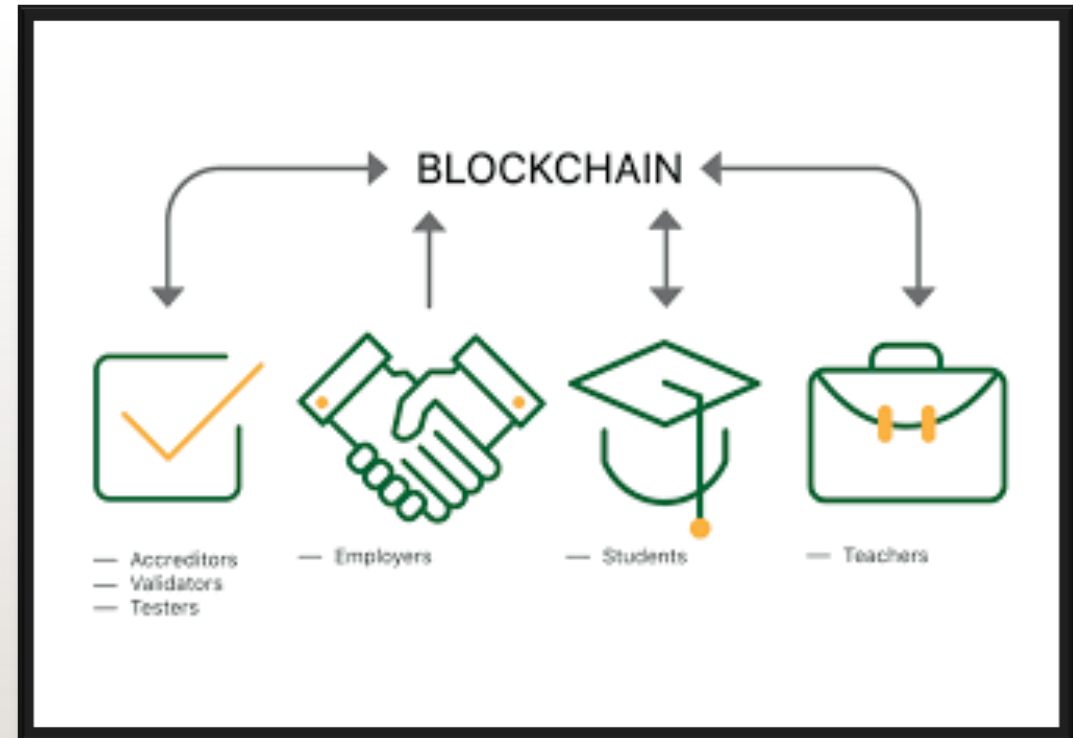 BLOCKCHAIN
— Accreditors
— Validators
— Testers
— Employers
— Students
— Teachers